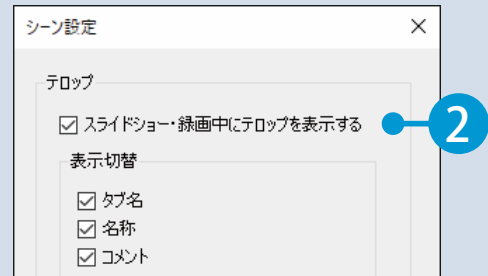 シーン設定
テロップ
スライドショー・録画中にテロップを表示する
2
表示切替
タブ名
名称
コメント